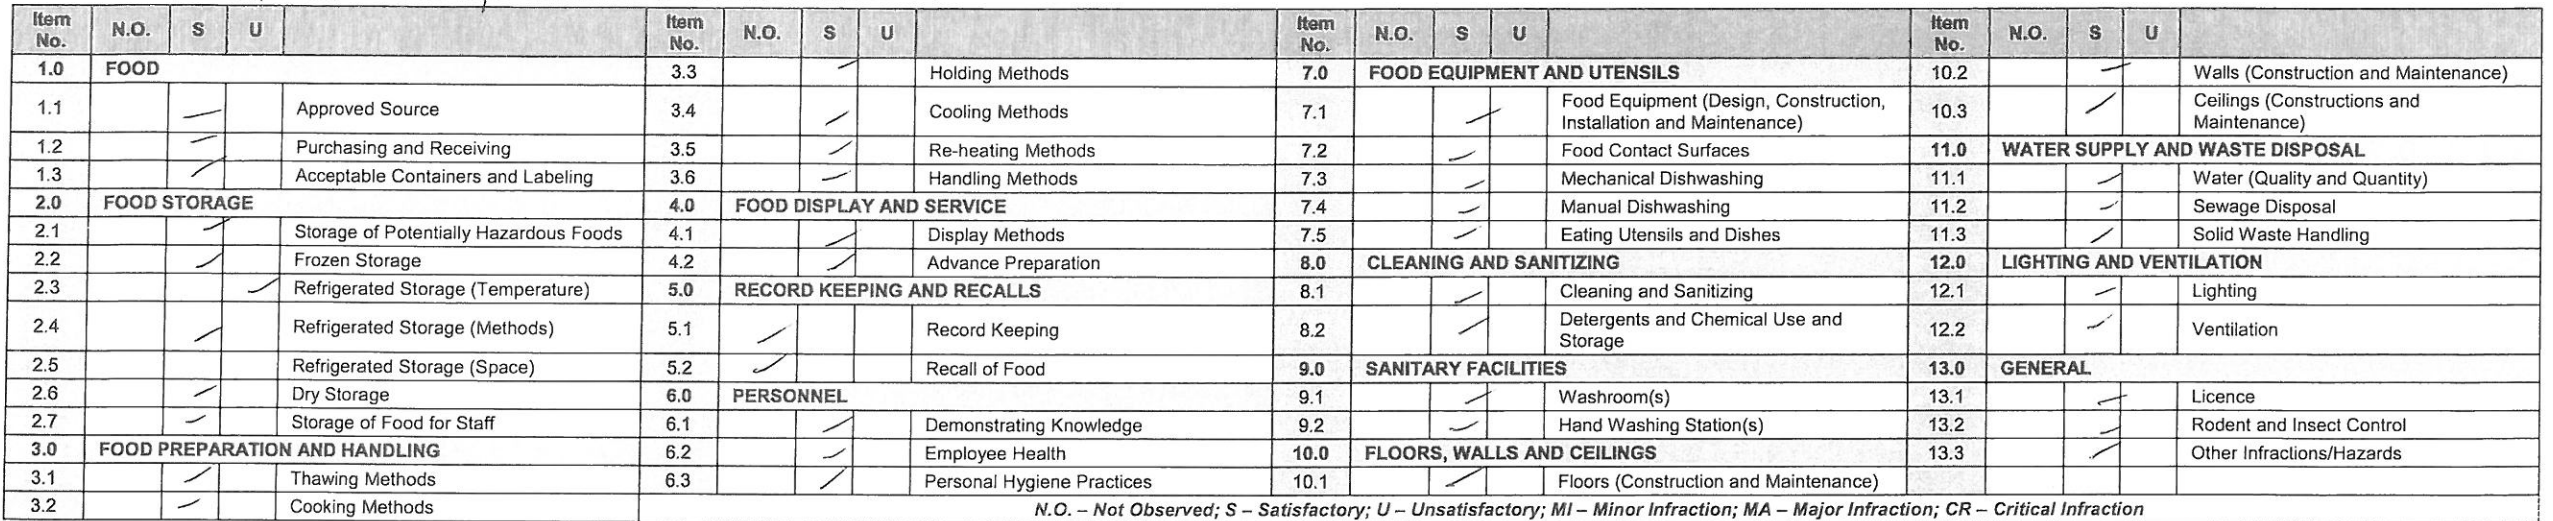 Item No. N.O. S U
1.0 FOOD
1.1 Approved Source
1.2 Purchasing and Receiving
1.3 Acceptable Containers and Labeling
2.0 FOOD STORAGE
2.1 Storage of Potentially Hazardous Foods
2.2 Frozen Storage
2.3 Refrigerated Storage (Temperature)
2.4 Refrigerated Storage (Methods)
2.5 Refrigerated Storage (Space)
2.6 Dry Storage
2.7 Storage of Food for Staff
3.0 FOOD PREPARATION AND HANDLING
3.1 Thawing Methods
3.2 Cooking Methods
Item No. N.O. S U
3.3 Holding Methods
3.4 Cooling Methods
3.5 Re-heating Methods
3.6 Handling Methods
4.0 FOOD DISPLAY AND SERVICE
4.1 Display Methods
4.2 Advance Preparation
5.0 RECORD KEEPING AND RECALLS
5.1 Record Keeping
5.2 Recall of Food
6.0 PERSONNEL
6.1 Demonstrating Knowledge
6.2 Employee Health
6.3 Personal Hygiene Practices
Item No. N.O. S U
7.0 FOOD EQUIPMENT AND UTENSILS
7.1 Food Equipment (Design, Construction,
Installation and Maintenance)
7.2 Food Contact Surfaces
7.3 Mechanical Dishwashing
7.4 Manual Dishwashing
7.5 Eating Utensils and Dishes
8.0 CLEANING AND SANITIZING
8.1 Cleaning and Sanitizing
8.2 Detergents and Chemical Use and
Storage
9.0 SANITARY FACILITIES
9.1 Washroom(s)
9.2 Hand Washing Station(s)
10.0 FLOORS, WALLS AND CEILINGS
10.1 Floors (Construction and Maintenance)
Item No. N.O. S U
10.2 Walls (Construction and Maintenance)
10.3 Ceilings (Constructions and
Maintenance)
11.0 WATER SUPPLY AND WASTE DISPOSAL
11.1 Water (Quality and Quantity)
11.2 Sewage Disposal
11.3 Solid Waste Handling
12.0 LIGHTING AND VENTILATION
12.1 Lighting
12.2 Ventilation
13.0 GENERAL
13.1 Licence
13.2 Rodent and Insect Control
13.3 Other Infractions/Hazards
N.O. – Not Observed; S – Satisfactory; U – Unsatisfactory; MI – Minor Infraction; MA – Major Infraction; CR – Critical Infraction